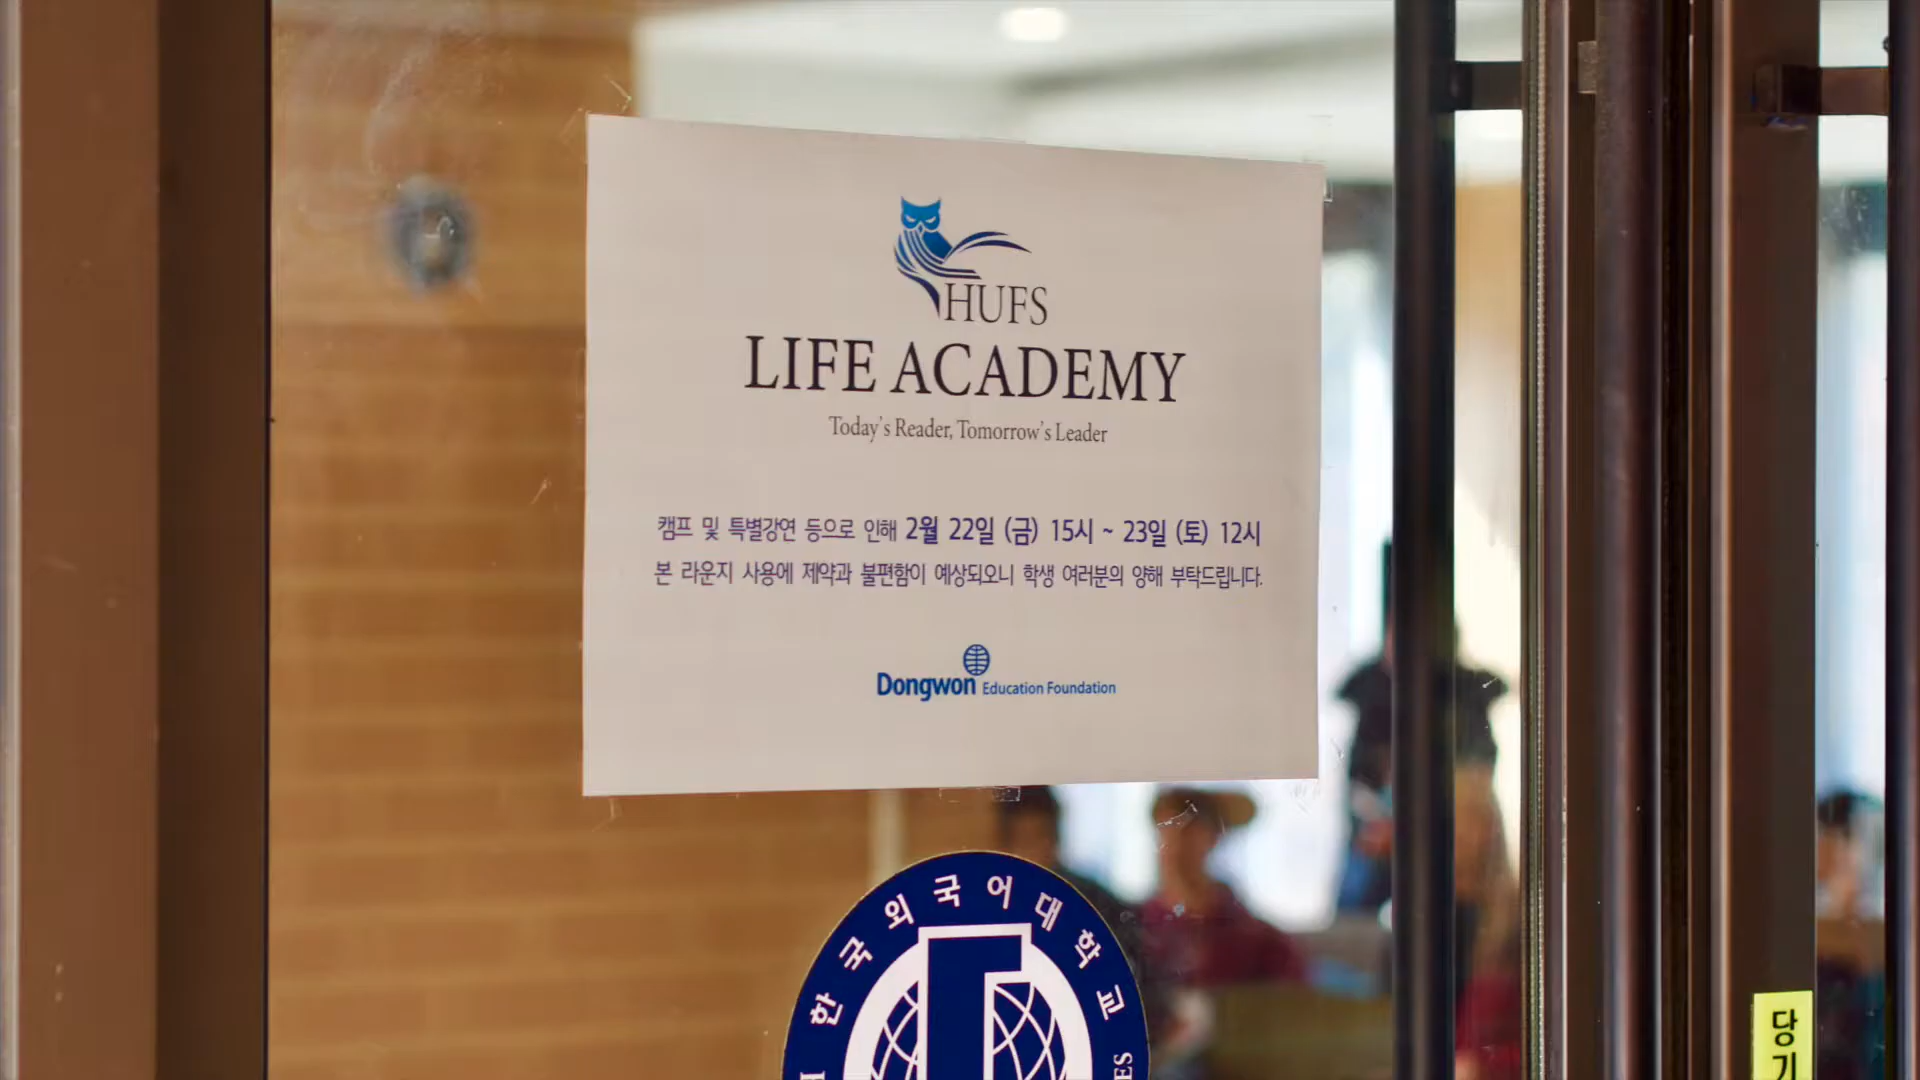 HUFS
LIFE ACADEMY
Today's Reader, Tomorrow's Leader
캠프 및 특별강연 등으로 인해 2월 22일 (금) 15시 ~ 23일 (토) 12시
본 라운지 사용에 제약과 불편함이 예상되오니 학생 여러분의 양해 부탁드립니다.
Dongwon Education Foundation
한국외국어대학교
당기